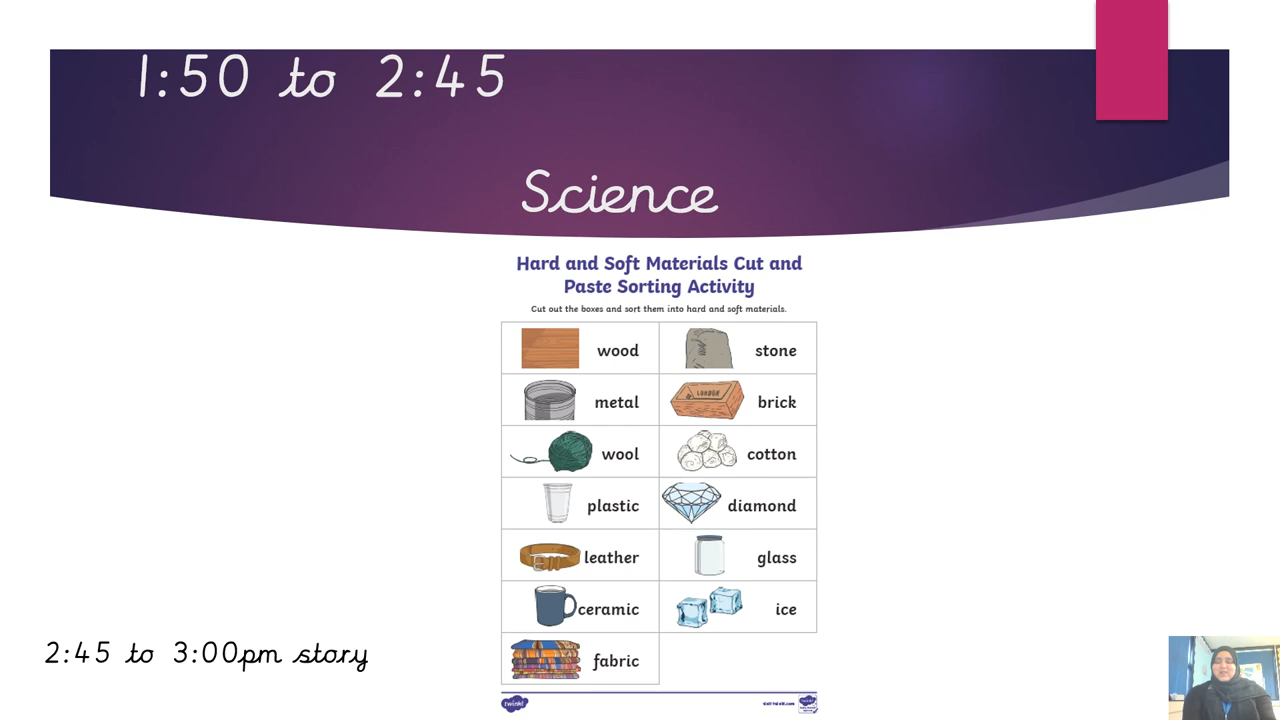 1:50 to 2:45
Science
Hard and Soft Materials Cut and
Paste Sorting Activity
Cut out the boxes and sort them into hard and soft materials.
wood
stone
metal
LONDON
brick
wool
cotton
plastic
diamond
leather
glass
ceramic
ice
fabric
2:45 to 3:00pm story
twinkl